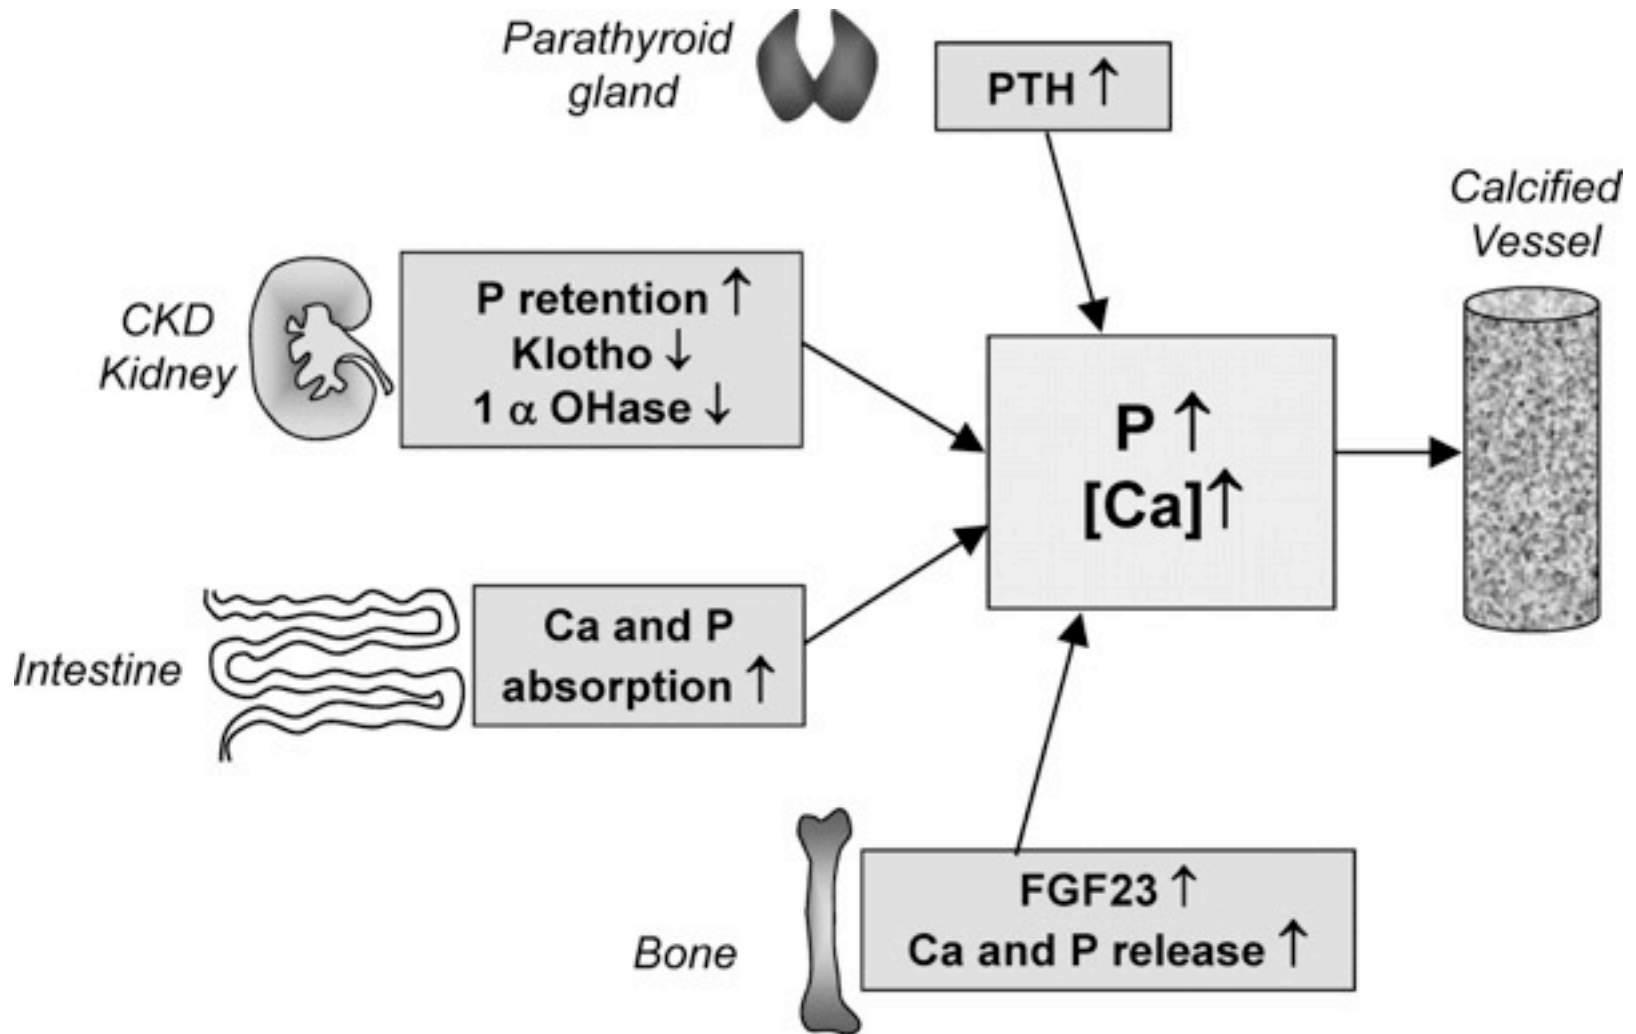 Parathyroid
gland
PTH ↑
Calcified
Vessel
CKD
Kidney
P retention ↑
Klotho ↓
1 α OHase ↓
P ↑
[Ca]↑
Intestine
Ca and P
absorption ↑
Bone
FGF23 ↑
Ca and P release ↑